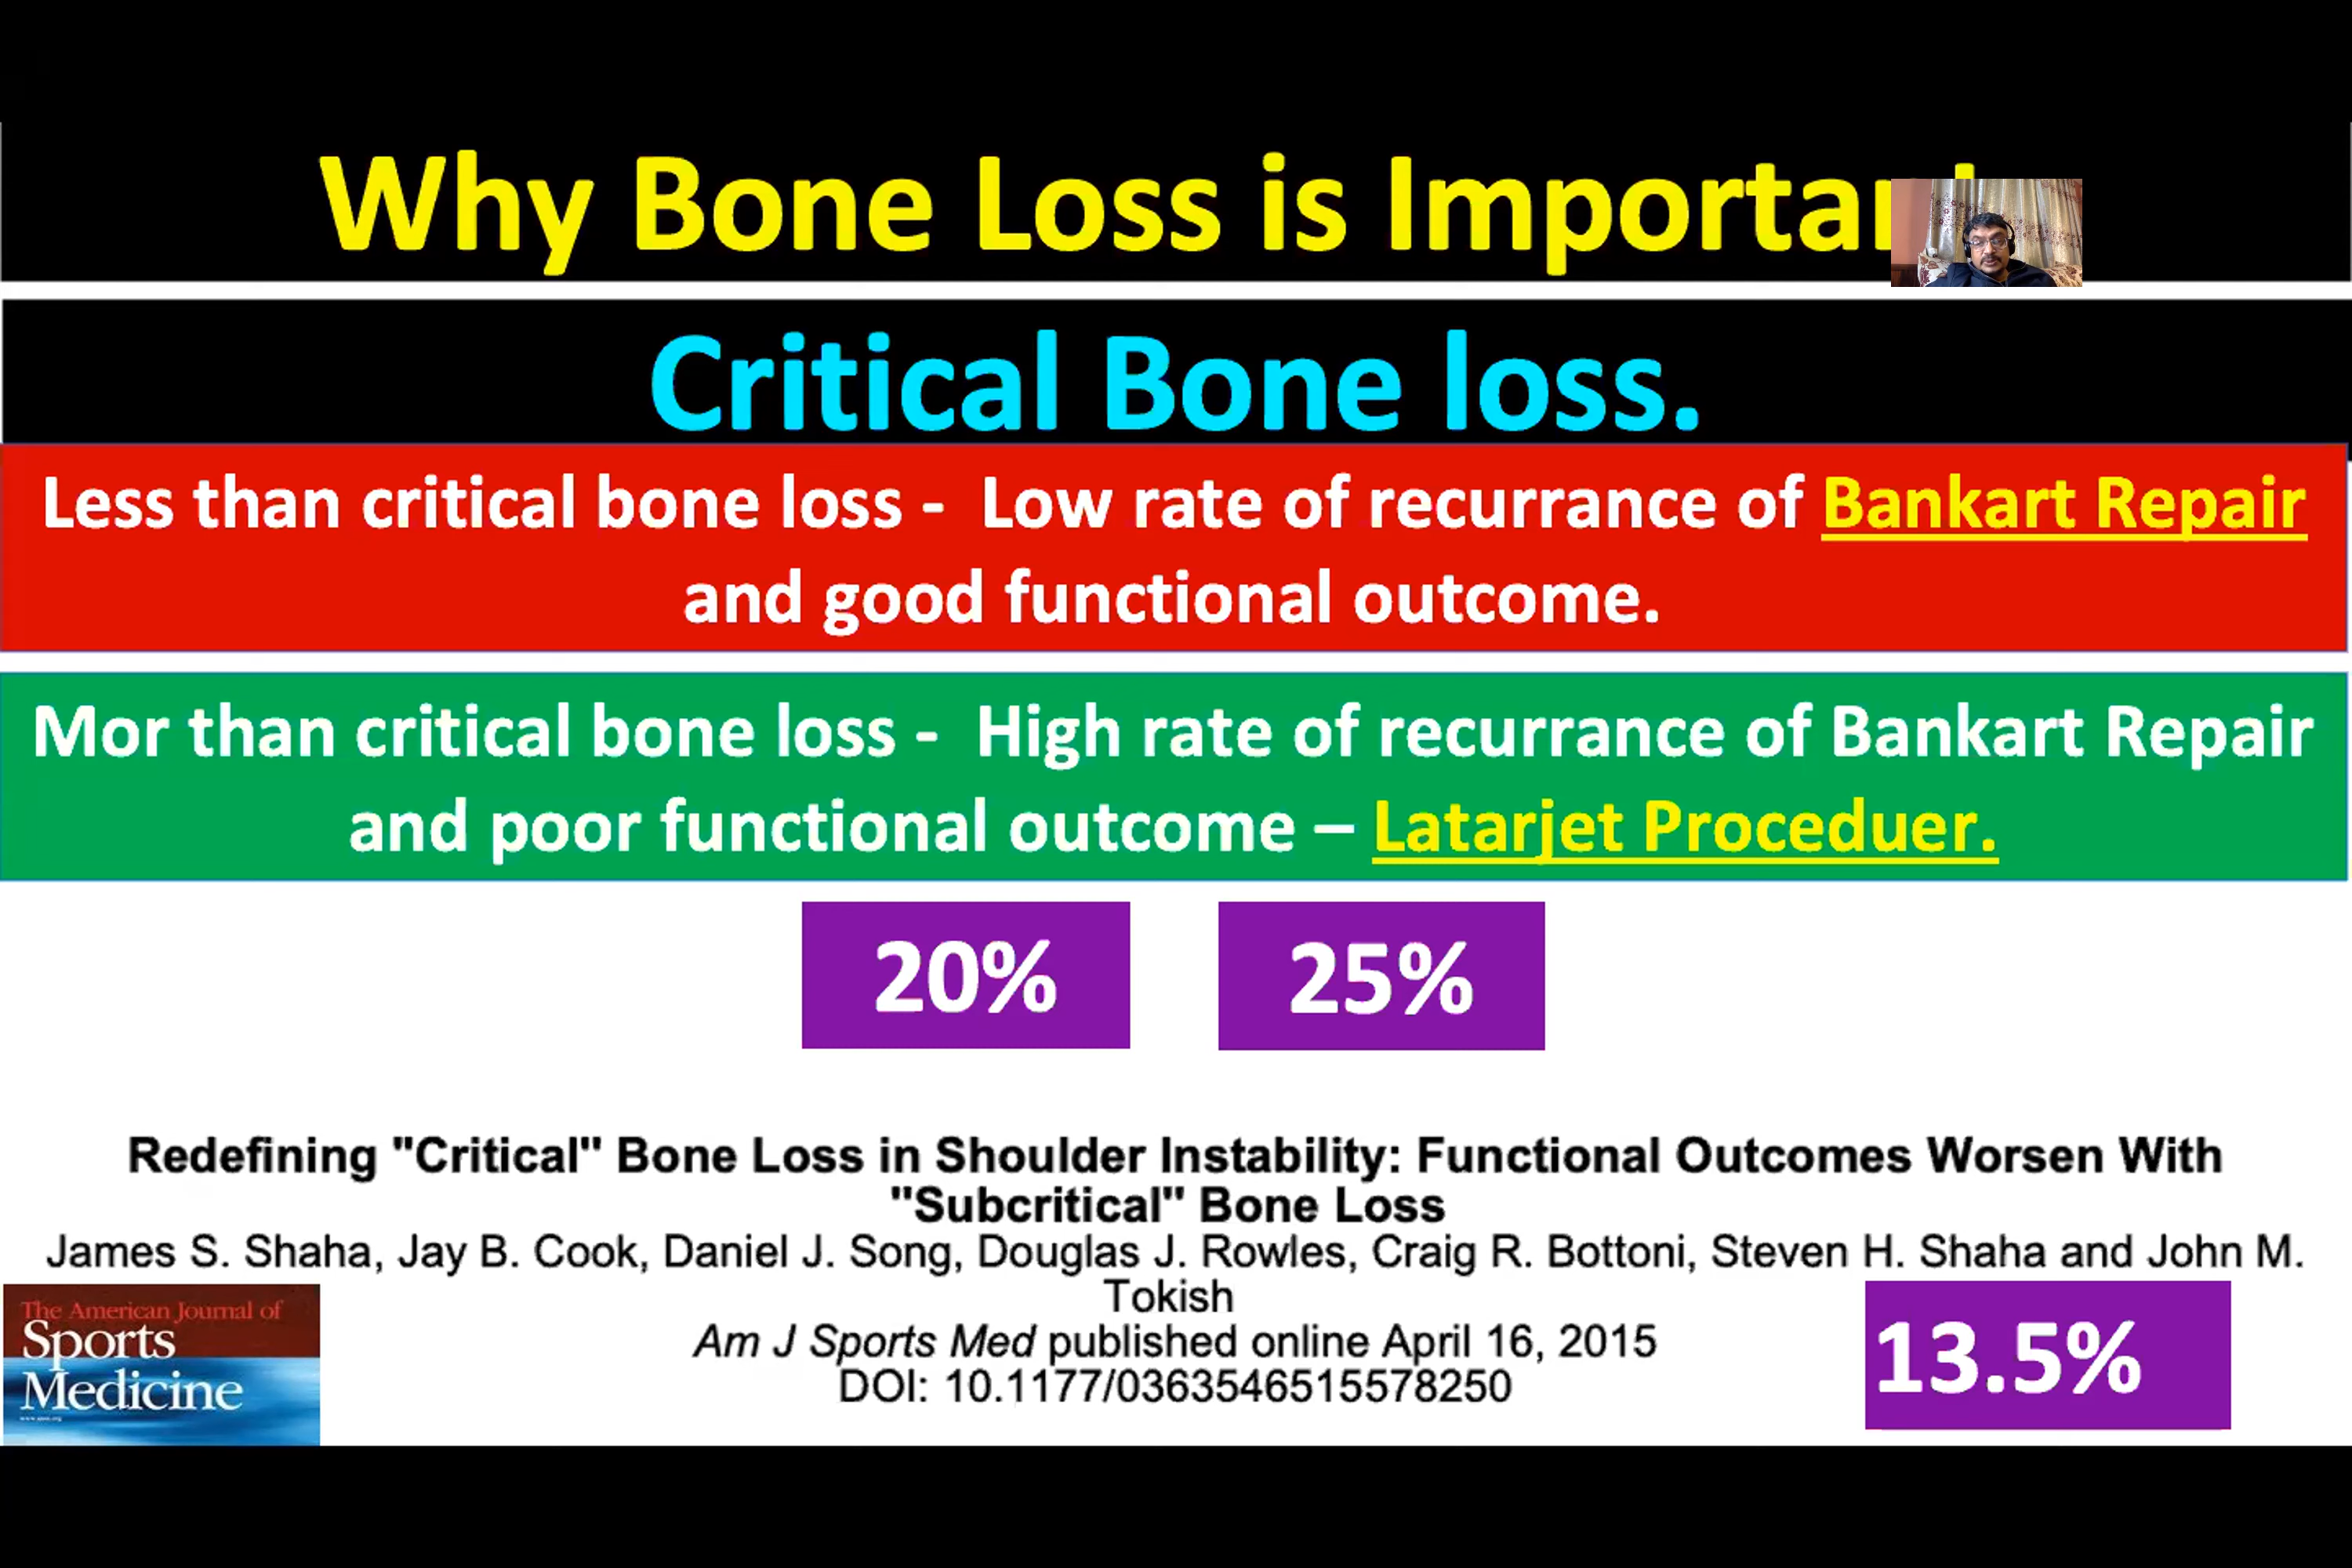 Why Bone Loss is Important
Critical Bone loss.
Less than critical bone loss - Low rate of recurrance of Bankart Repair
and good functional outcome.
Mor than critical bone loss - High rate of recurrance of Bankart Repair
and poor functional outcome – Latarjet Proceduer.
20% 25%
Redefining "Critical" Bone Loss in Shoulder Instability: Functional Outcomes Worsen With
"Subcritical" Bone Loss
James S. Shaha, Jay B. Cook, Daniel J. Song, Douglas J. Rowles, Craig R. Bottoni, Steven H. Shaha and John M.
Tokish
Am J Sports Med published online April 16, 2015
DOI: 10.1177/0363546515578250
The American Journal of
Sports
Medicine
13.5%